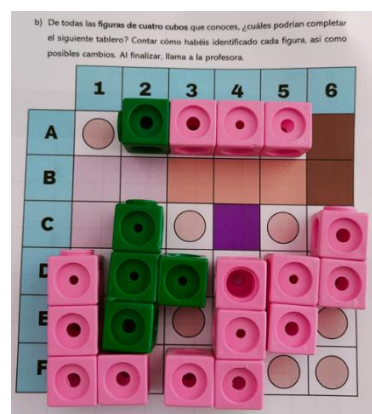 b) De todas las figuras de cuatro cubos que conoces, ¿cuáles podrían completar
el siguiente tablero? Contar cómo habéis identificado cada figura, así como
posibles cambios. Al finalizar, llama a la profesora.
1 2 3 4 5 6
A
B
C
D
E
F